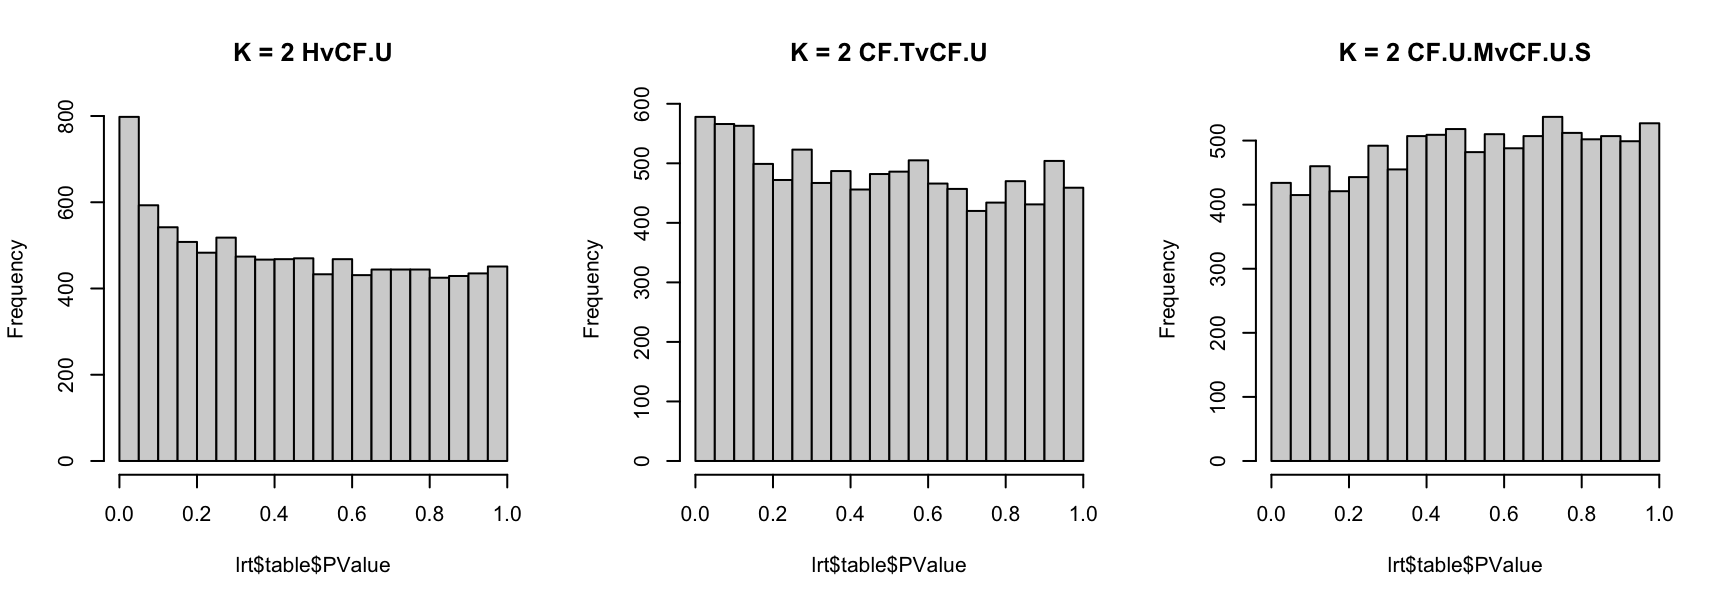 K = 2 HvCF.U
Frequency
0
200
400
600
800
0.0 0.2 0.4 0.6 0.8 1.0
lrt$table$PValue
K = 2 CF.TvCF.U
Frequency
0
100
200
300
400
500
600
0.0 0.2 0.4 0.6 0.8 1.0
lrt$table$PValue
K = 2 CF.U.MvCF.U.S
Frequency
0
100
200
300
400
500
0.0 0.2 0.4 0.6 0.8 1.0
lrt$table$PValue